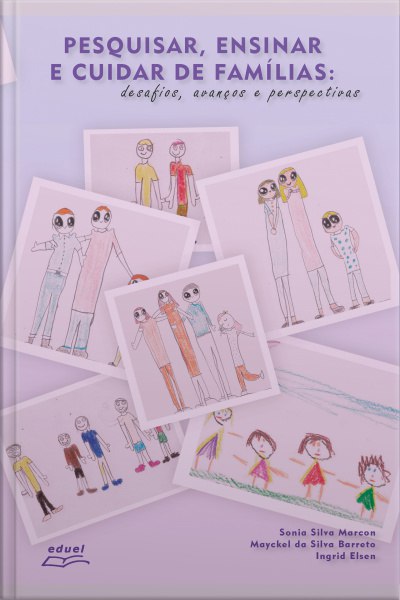 PESQUISAR, ENSINAR
E CUIDAR DE FAMÍLIAS:
desafios, avanços e perspectivas
Sonia Silva Marcon
Mayckel da Silva Barreto
Ingrid Elsen
eduel